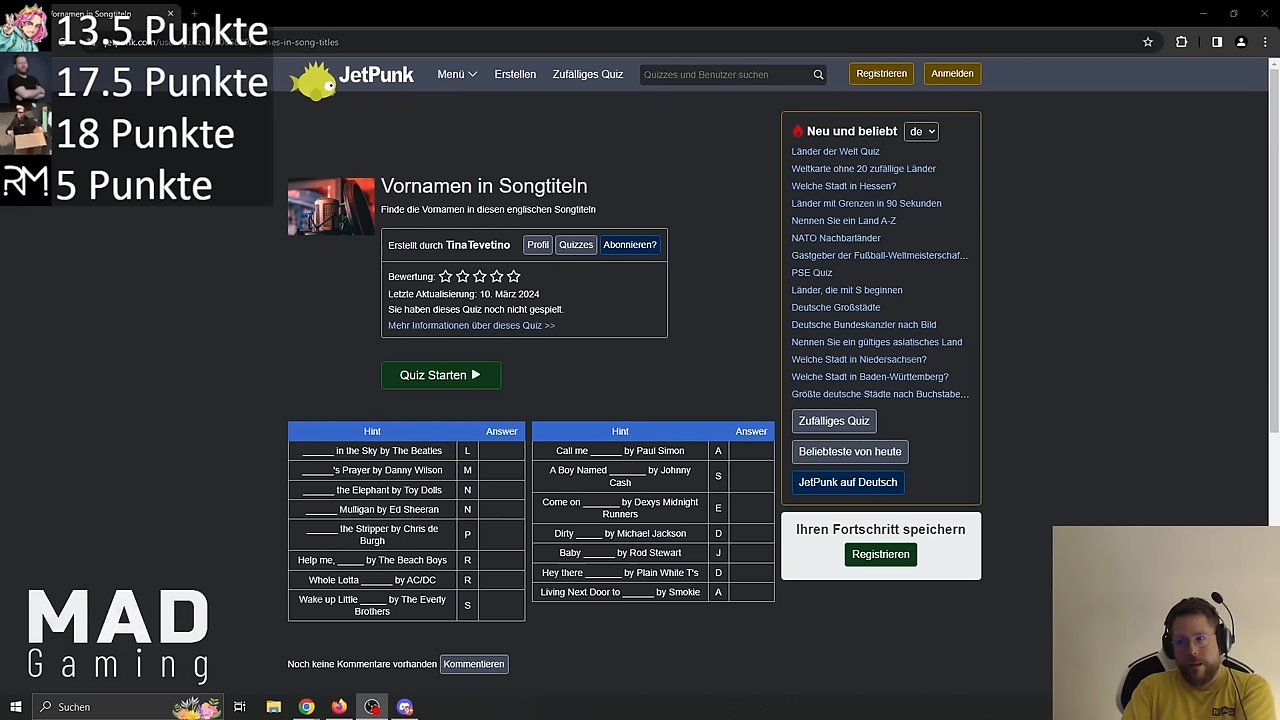 Vornamen in Songtiteln
13.5 Punkte
17.5 Punkte
18 Punkte
RM
5 Punkte
JetPunk
Menü
Erstellen
Zufälliges Quiz
Quizzes und Benutzer suchen
Registrieren
Anmelden
Vornamen in Songtiteln
Finde die Vornamen in diesen englischen Songtiteln
Erstellt durch TinaTevetino
Profil
Quizzes
Abonnieren?
Bewertung:
Letzte Aktualisierung: 10. März 2024
Sie haben dieses Quiz noch nicht gespielt.
Mehr Informationen über dieses Quiz >>
Quiz Starten
Hint Answer
______ in the Sky by The Beatles L
______'s Prayer by Danny Wilson M
______ the Elephant by Toy Dolls N
______ Mulligan by Ed Sheeran N
______ the Stripper by Chris de
Burgh P
Help me, _____ by The Beach Boys R
Whole Lotta ______ by AC/DC R
Wake up Little _____ by The Everly
Brothers S
Hint Answer
Call me ______ by Paul Simon A
A Boy Named _______ by Johnny
Cash S
Come on ______ by Dexys Midnight
Runners E
Dirty _____ by Michael Jackson D
Baby ______ by Rod Stewart J
Hey there _______ by Plain White T's D
Living Next Door to ______ by Smokie A
Noch keine Kommentare vorhanden
Kommentieren
Neu und beliebt
de
Länder der Welt Quiz
Weltkarte ohne 20 zufällige Länder
Welche Stadt in Hessen?
Länder mit Grenzen in 90 Sekunden
Nennen Sie ein Land A-Z
NATO Nachbarländer
Gastgeber der Fußball-Weltmeisterschaf...
PSE Quiz
Länder, die mit S beginnen
Deutsche Großstädte
Deutsche Bundeskanzler nach Bild
Nennen Sie ein gültiges asiatisches Land
Welche Stadt in Niedersachsen?
Welche Stadt in Baden-Württemberg?
Größte deutsche Städte nach Buchstabe...
Zufälliges Quiz
Beliebteste von heute
JetPunk auf Deutsch
Ihren Fortschritt speichern
Registrieren
MAD
Gaming
Suchen